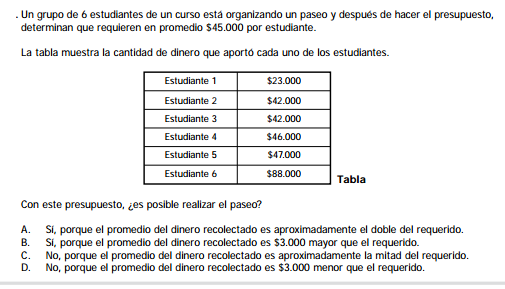 . Un grupo de 6 estudiantes de un curso está organizando un paseo y después de hacer el presupuesto,
determinan que requieren en promedio $45.000 por estudiante.
La tabla muestra la cantidad de dinero que aportó cada uno de los estudiantes.
Estudiante 1 $23.000
Estudiante 2 $42.000
Estudiante 3 $42.000
Estudiante 4 $46.000
Estudiante 5 $47.000
Estudiante 6 $88.000
Tabla
Con este presupuesto, ¿es posible realizar el paseo?
A. Sí, porque el promedio del dinero recolectado es aproximadamente el doble del requerido.
B. Sí, porque el promedio del dinero recolectado es $3.000 mayor que el requerido.
C. No, porque el promedio del dinero recolectado es aproximadamente la mitad del requerido.
D. No, porque el promedio del dinero recolectado es $3.000 menor que el requerido.